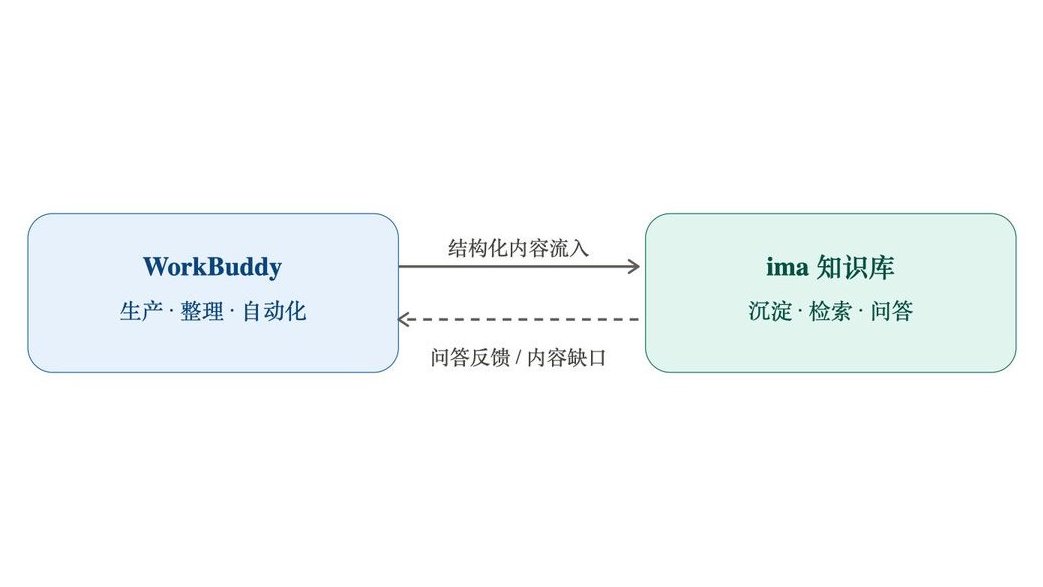 WorkBuddy
生产 · 整理 · 自动化
结构化内容流入
问答反馈 / 内容缺口
ima 知识库
沉淀 · 检索 · 问答